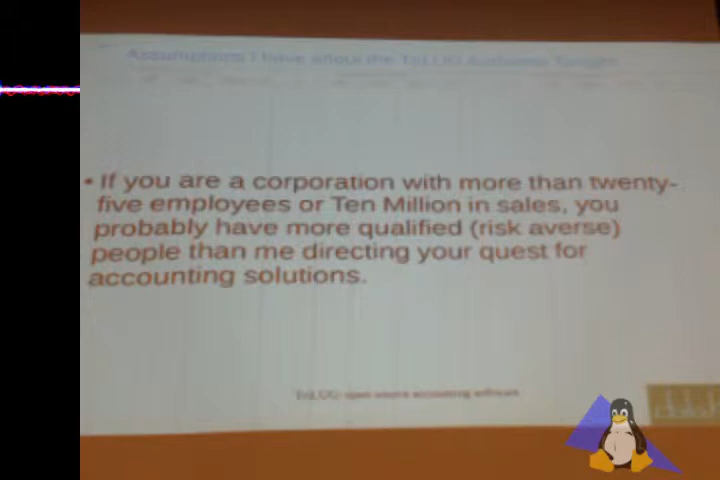 Assumptions I have about the TriLUG Audience Tonight
• If you are a corporation with more than twenty-
five employees or Ten Million in sales, you
probably have more qualified (risk averse)
people than me directing your quest for
accounting solutions.
TriLUG: open source accounting software